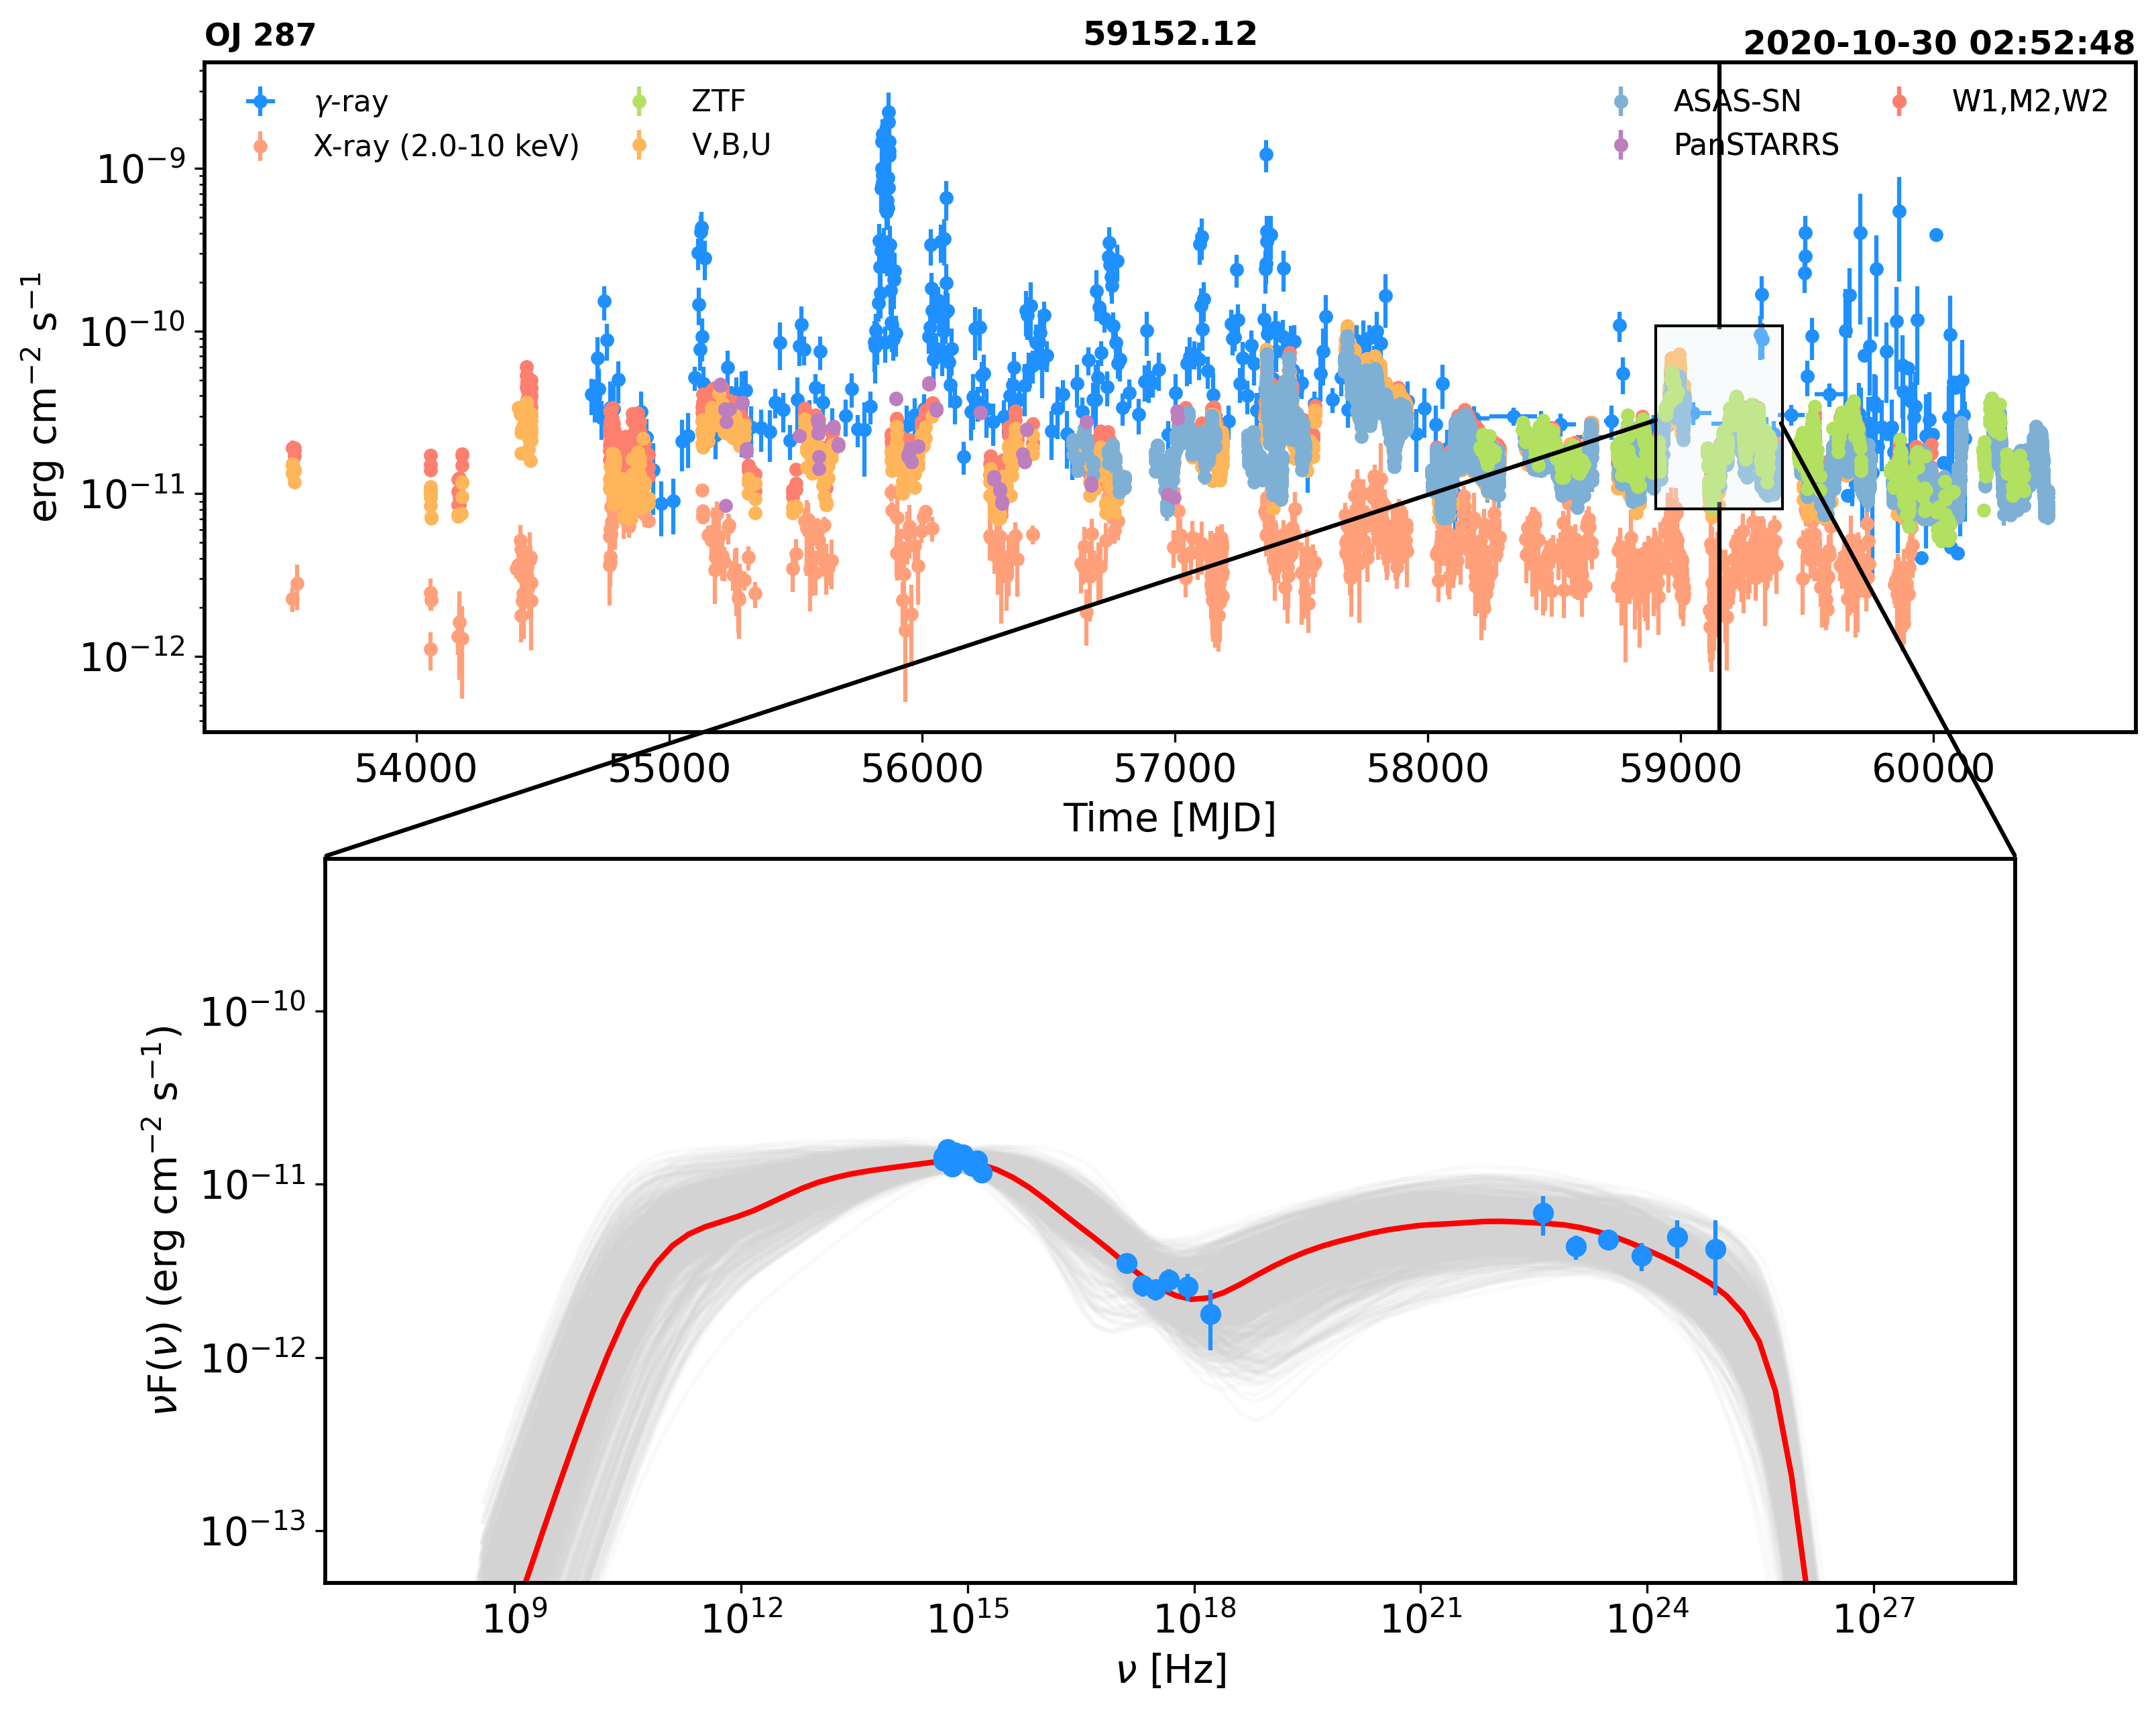 OJ 287 59152.12 2020-10-30 02:52:48
γ-ray ZTF ASAS-SN W1,M2,W2
X-ray (2.0-10 keV) V,B,U PanSTARRS
10⁻⁹
10⁻¹⁰
10⁻¹¹
10⁻¹²
erg cm⁻² s⁻¹
54000 55000 56000 57000 58000 59000 60000
Time [MJD]
10⁻¹⁰
10⁻¹¹
10⁻¹²
10⁻¹³
νF(ν) (erg cm⁻² s⁻¹)
10⁹ 10¹² 10¹⁵ 10¹⁸ 10²¹ 10²⁴ 10²⁷
ν [Hz]